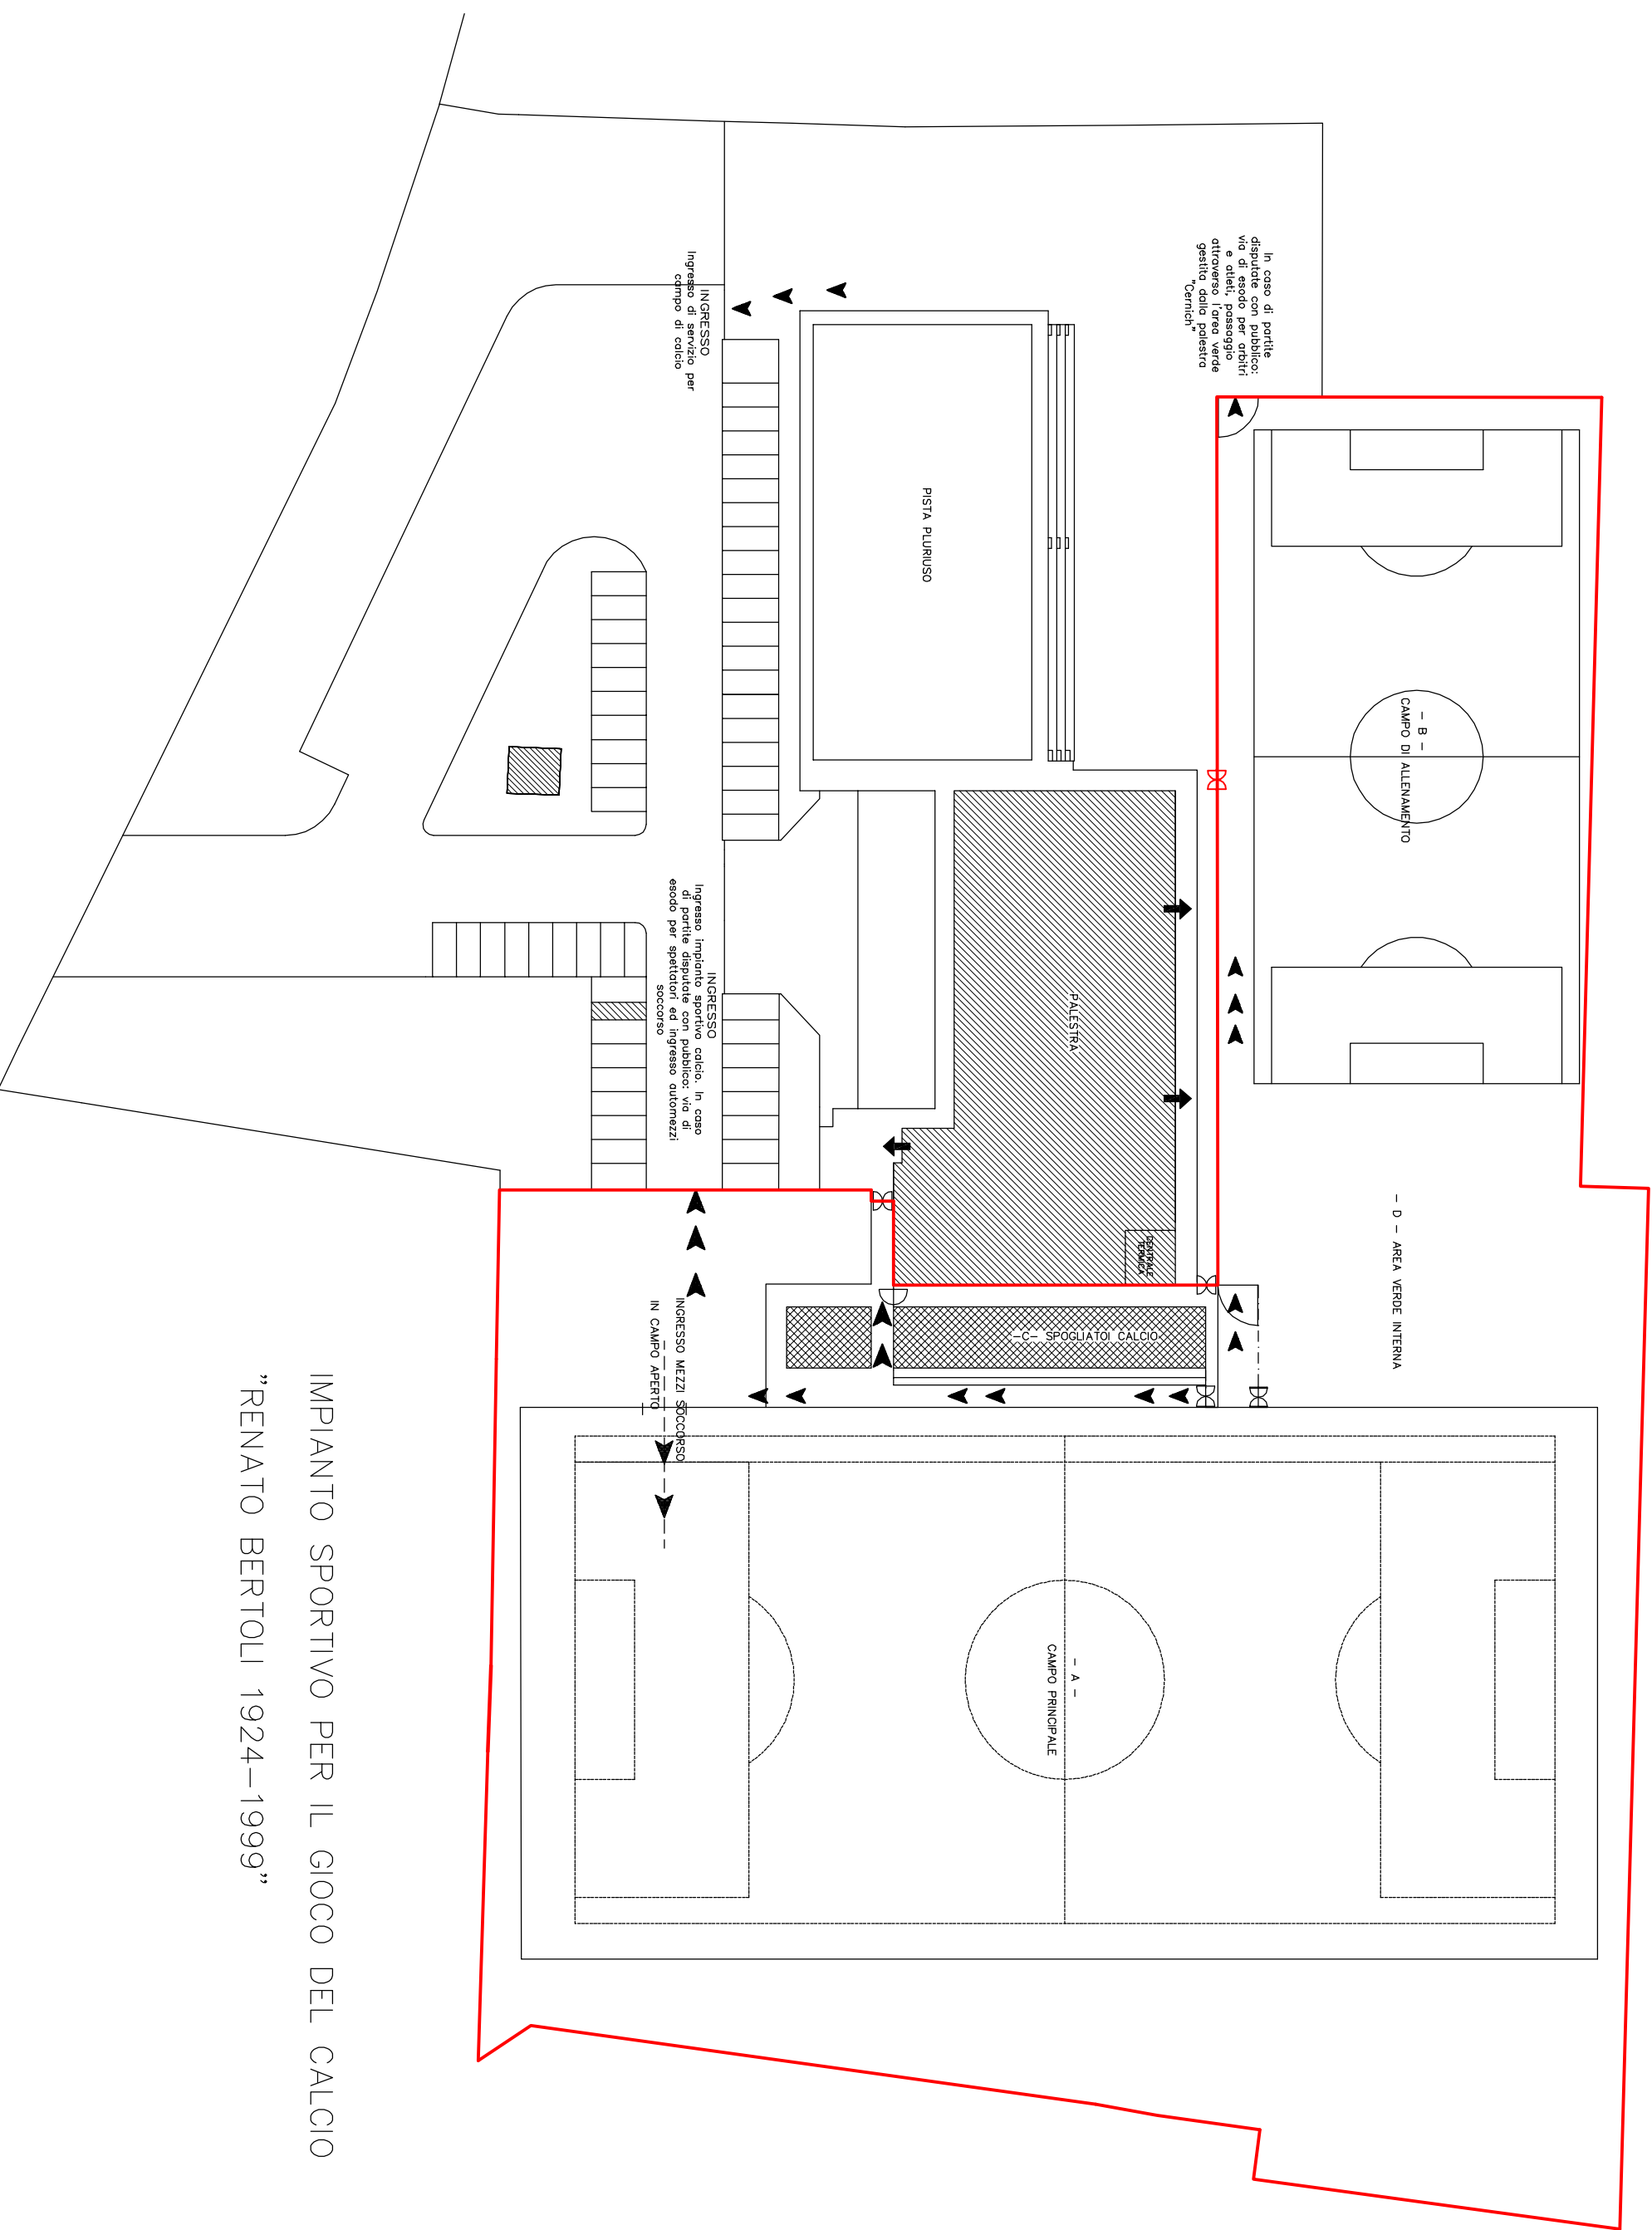 In caso di partite
disputate con pubblico:
via di esodo per arbitri
e atleti, passaggio
attraverso l'area verde
gestita dalla palestra
"Cernich"
– B –
CAMPO DI ALLENAMENTO
– D – AREA VERDE INTERNA
PISTA PLURIUSO
PALESTRA
CENTRALE
TERMICA
–C– SPOGLIATOI CALCIO
– A –
CAMPO PRINCIPALE
INGRESSO
Ingresso di servizio per
campo di calcio
INGRESSO
Ingresso impianto sportivo calcio. In caso
di partite disputate con pubblico: via di
esodo per spettatori ed ingresso automezzi
soccorso
INGRESSO MEZZI SOCCORSO
IN CAMPO APERTO
IMPIANTO SPORTIVO PER IL GIOCO DEL CALCIO
"RENATO BERTOLI 1924–1999"